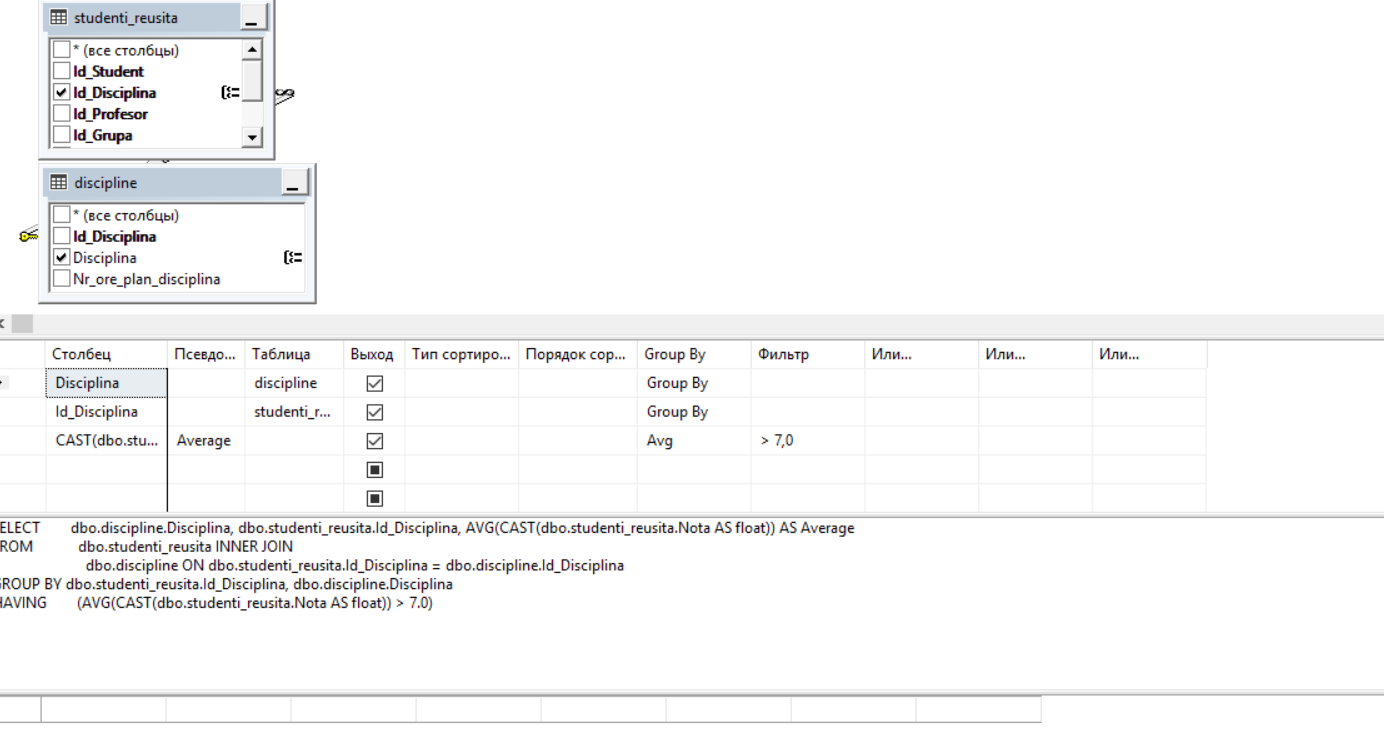 studenti_reusita
* (все столбцы)
Id_Student
Id_Disciplina
Id_Profesor
Id_Grupa
discipline
* (все столбцы)
Id_Disciplina
Disciplina
Nr_ore_plan_disciplina
Столбец Псевдо... Таблица Выход Тип сортиро... Порядок сор... Group By Фильтр Или... Или... Или...
Disciplina discipline Group By
Id_Disciplina studenti_r... Group By
CAST(dbo.stu... Average Avg > 7,0
ELECT dbo.discipline.Disciplina, dbo.studenti_reusita.Id_Disciplina, AVG(CAST(dbo.studenti_reusita.Nota AS float)) AS Average
ROM dbo.studenti_reusita INNER JOIN
dbo.discipline ON dbo.studenti_reusita.Id_Disciplina = dbo.discipline.Id_Disciplina
GROUP BY dbo.studenti_reusita.Id_Disciplina, dbo.discipline.Disciplina
HAVING (AVG(CAST(dbo.studenti_reusita.Nota AS float)) > 7.0)